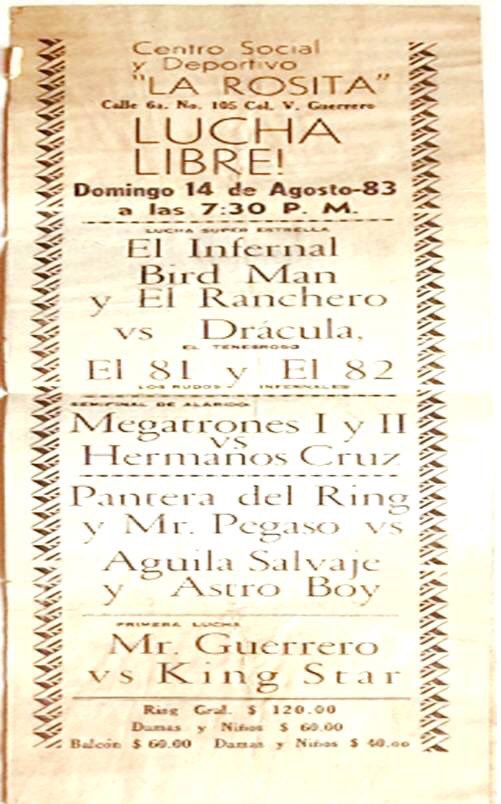 Centro Social
y Deportivo
"LA ROSITA"
Calle 6a. No. 105 Col. V. Guerrero
LUCHA
LIBRE!
Domingo 14 de Agosto-83
a las 7:30 P. M.
LUCHA SUPER ESTRELLA
El Infernal
Bird Man
y El Ranchero
vs Drácula,
EL TENEBROSO
El 81 y El 82
LOS RUDOS INFERNALES
SEMIFINAL DE ALARIDO
Megatrones I y II
vs
Hermanos Cruz
Pantera del Ring
y Mr. Pegaso vs
Aguila Salvaje
y Astro Boy
PRIMERA LUCHA
Mr. Guerrero
vs King Star
Ring Gral. $ 120.00
Damas y Niños $ 60.00
Balcón $ 60.00 Damas y Niños $ 40.00